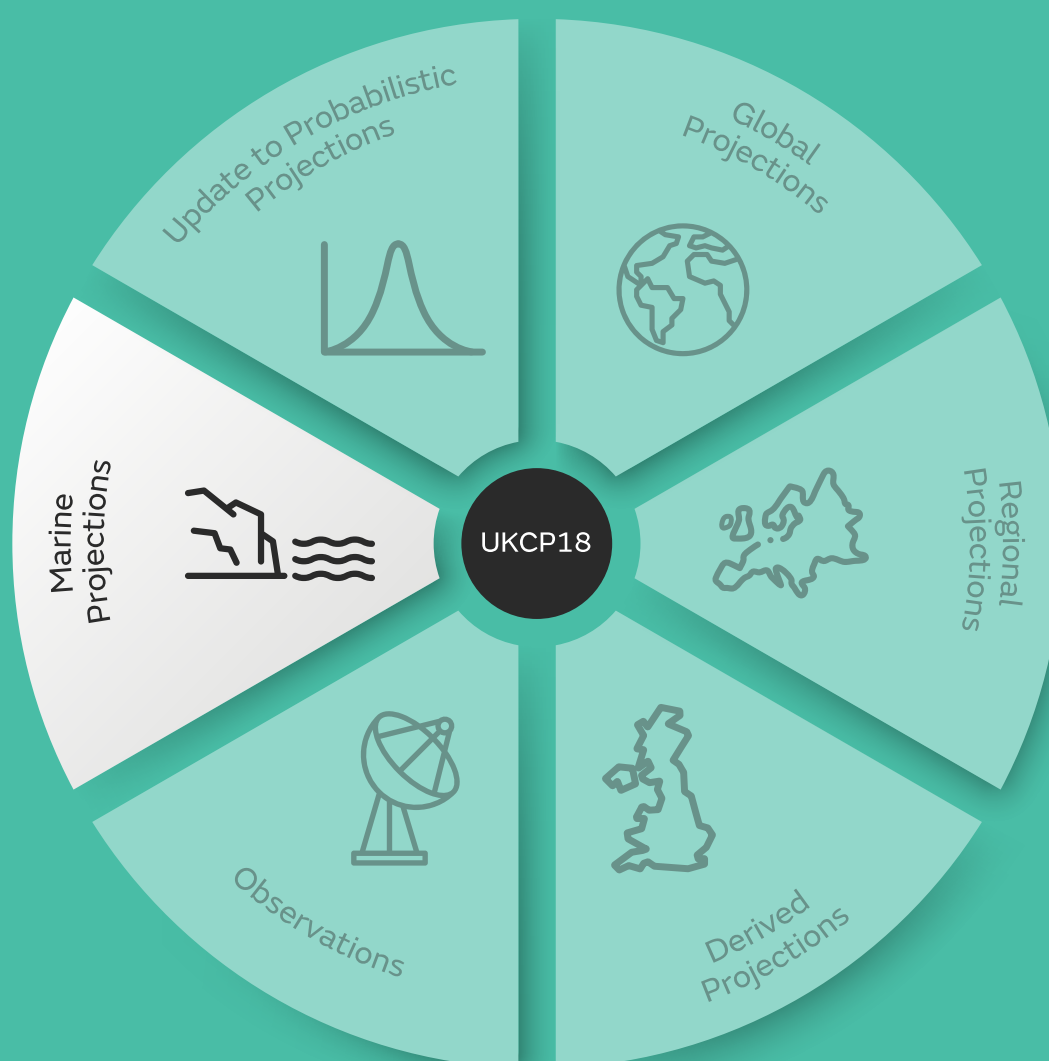 Update to Probabilistic
Projections
Global
Projections
Marine
Projections
UKCP18
Regional
Projections
Observations
Derived
Projections